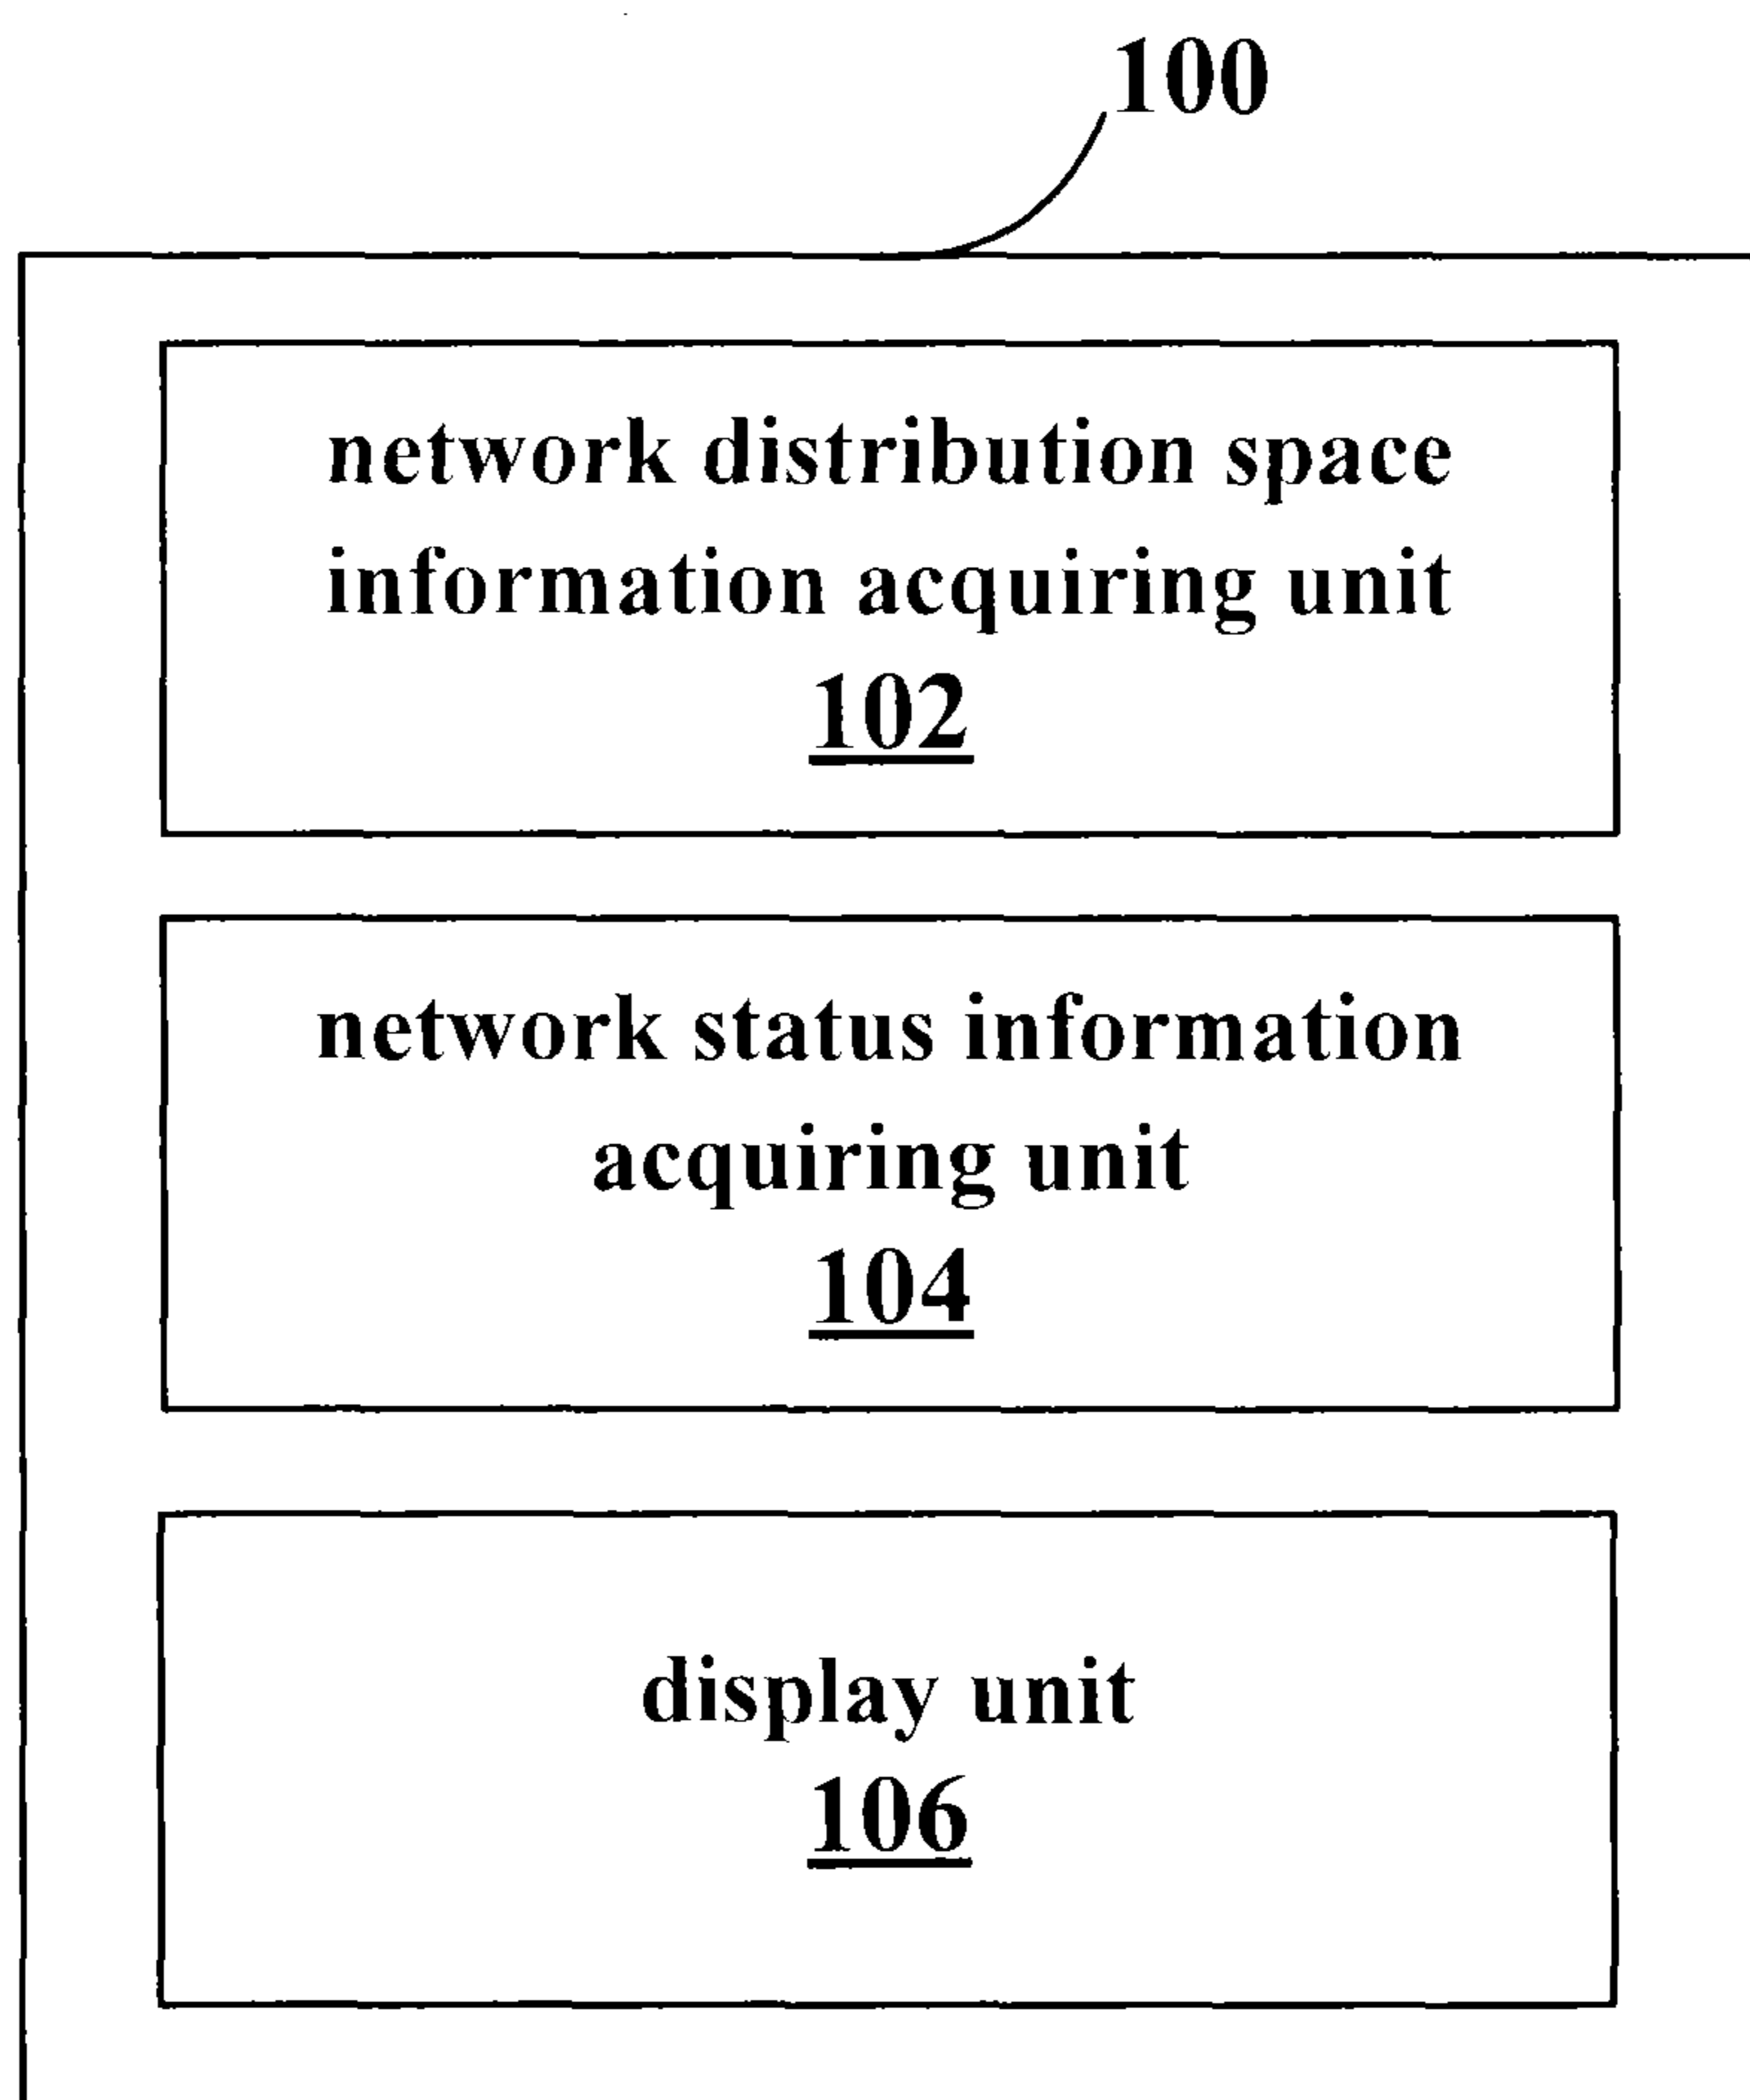 100
network distribution space
information acquiring unit
102
network status information
acquiring unit
104
display unit
106